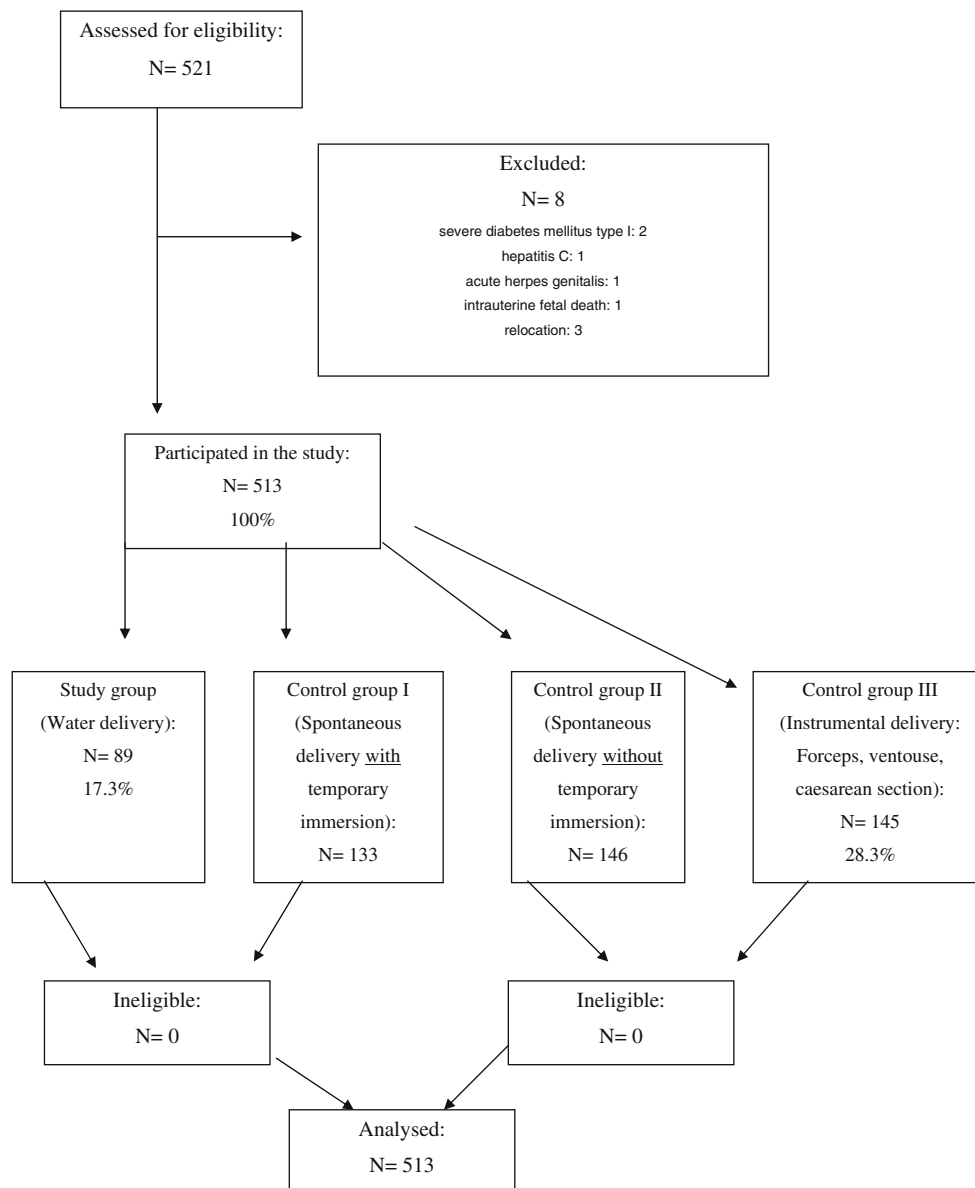 Assessed for eligibility:
N= 521
Excluded:
N= 8
severe diabetes mellitus type I: 2
hepatitis C: 1
acute herpes genitalis: 1
intrauterine fetal death: 1
relocation: 3
Participated in the study:
N= 513
100%
Study group
(Water delivery):
N= 89
17.3%
Control group I
(Spontaneous
delivery with
temporary
immersion):
N= 133
Control group II
(Spontaneous
delivery without
temporary
immersion):
N= 146
Control group III
(Instrumental delivery:
Forceps, ventouse,
caesarean section):
N= 145
28.3%
Ineligible:
N= 0
Ineligible:
N= 0
Analysed:
N= 513